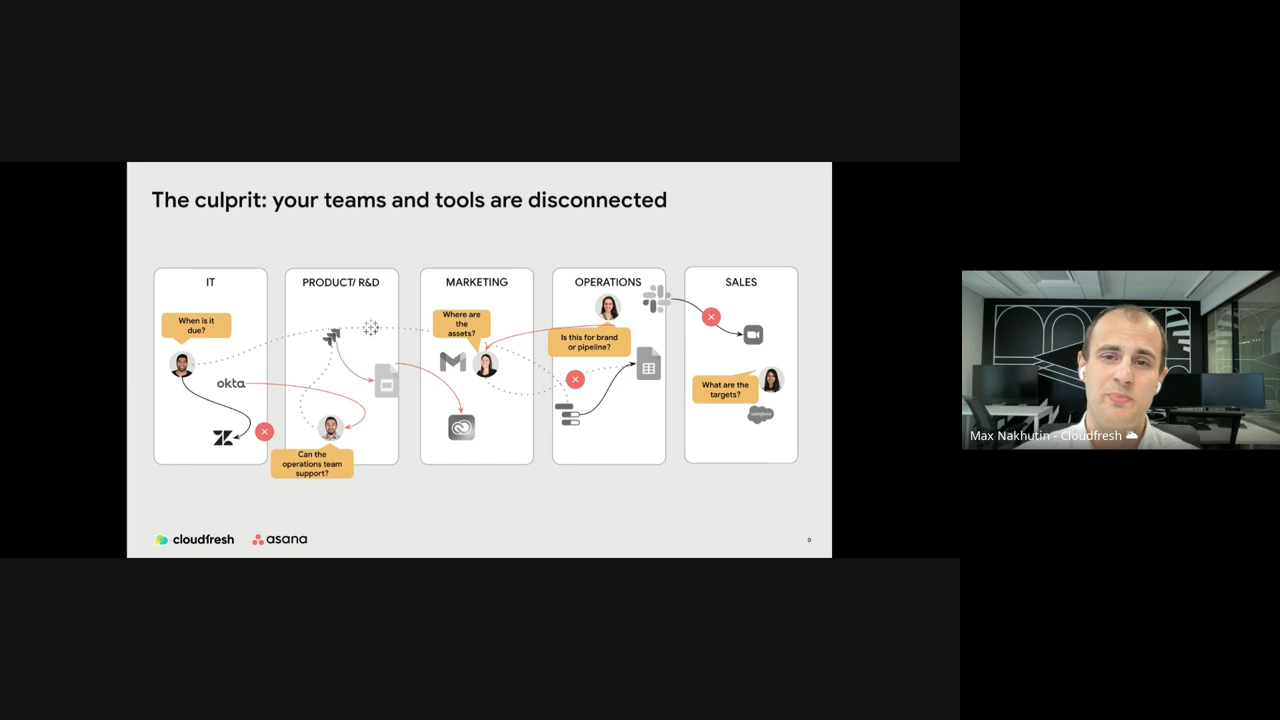 The culprit: your teams and tools are disconnected
IT
PRODUCT/ R&D
MARKETING
OPERATIONS
SALES
When is it
due?
okta
Can the
operations team
support?
Where are
the
assets?
Is this for brand
or pipeline?
What are the
targets?
salesforce
cloudfresh
asana
9
Max Nakhutin - Cloudfresh